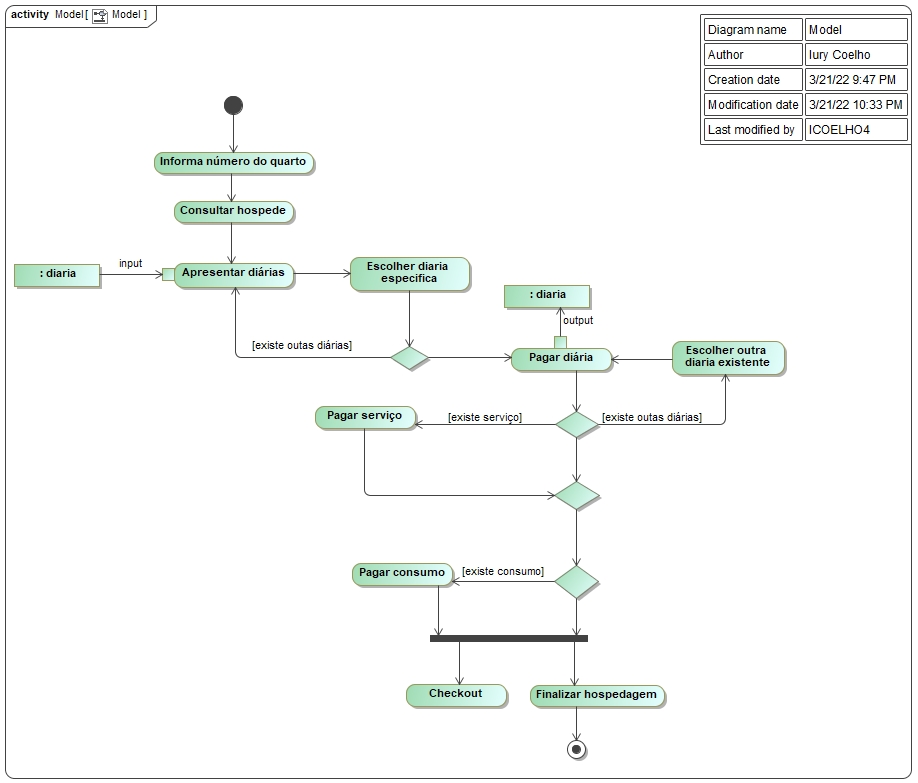 activity Model[ Model ]
Diagram name Model
Author Iury Coelho
Creation date 3/21/22 9:47 PM
Modification date 3/21/22 10:33 PM
Last modified by ICOELHO4
Informa número do quarto
Consultar hospede
: diaria
input
Apresentar diárias
Escolher diaria
especifica
: diaria
output
[existe outas diárias]
Pagar diária
Escolher outra
diaria existente
Pagar serviço
[existe serviço]
[existe outas diárias]
Pagar consumo
[existe consumo]
Checkout
Finalizar hospedagem